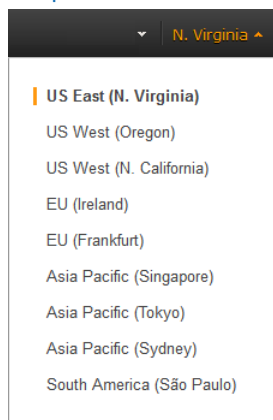 N. Virginia
US East (N. Virginia)
US West (Oregon)
US West (N. California)
EU (Ireland)
EU (Frankfurt)
Asia Pacific (Singapore)
Asia Pacific (Tokyo)
Asia Pacific (Sydney)
South America (São Paulo)